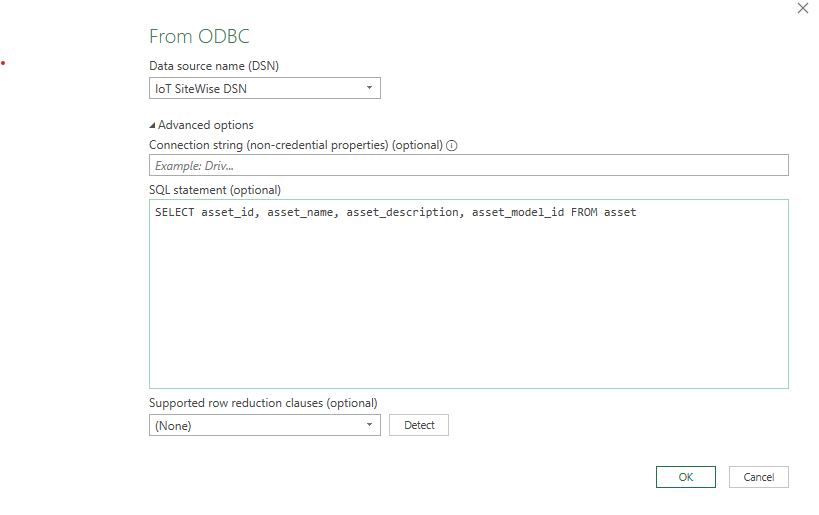 From ODBC
Data source name (DSN)
IoT SiteWise DSN
Advanced options
Connection string (non-credential properties) (optional)
Example: Driv...
SQL statement (optional)
SELECT asset_id, asset_name, asset_description, asset_model_id FROM asset
Supported row reduction clauses (optional)
(None)
Detect
OK
Cancel